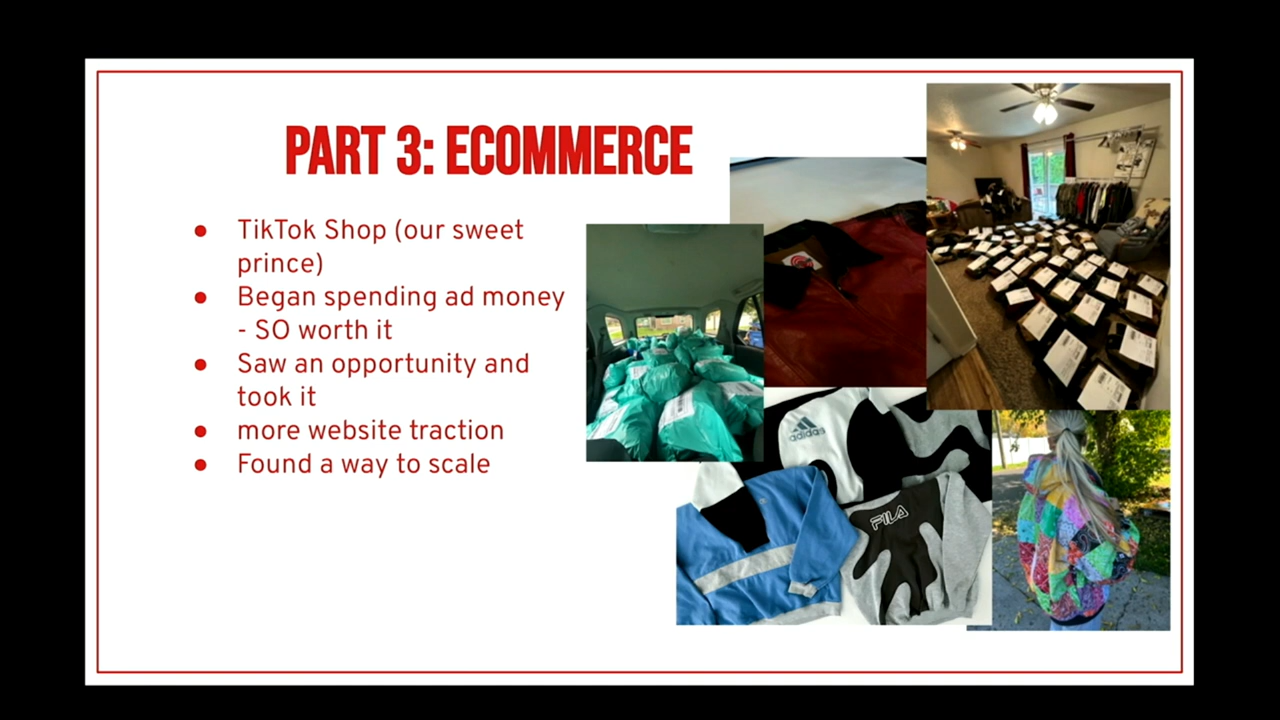 PART 3: ECOMMERCE
● TikTok Shop (our sweet
prince)
● Began spending ad money
- SO worth it
● Saw an opportunity and
took it
● more website traction
● Found a way to scale
adidas
FILA